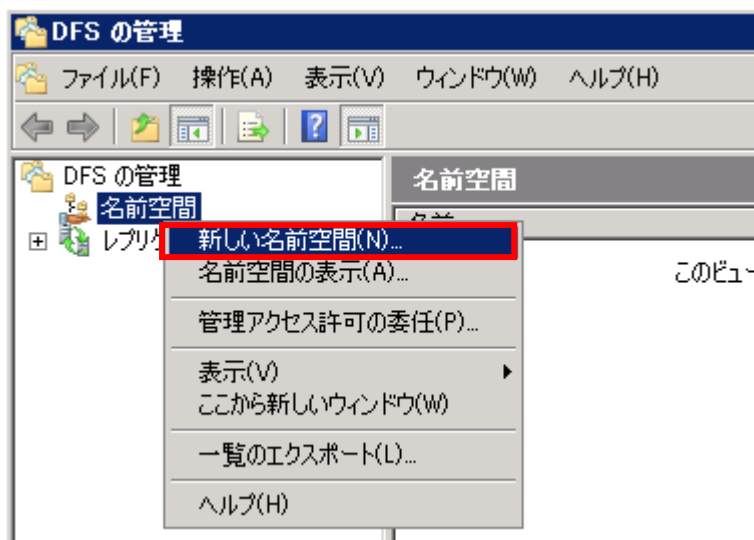 DFS の管理
ファイル(F) 操作(A) 表示(V) ウィンドウ(W) ヘルプ(H)
DFS の管理
名前空間
名前空間
新しい名前空間(N)...
名前空間の表示(A)...
このビュー
管理アクセス許可の委任(P)...
表示(V)
ここから新しいウィンドウ(W)
一覧のエクスポート(L)...
ヘルプ(H)